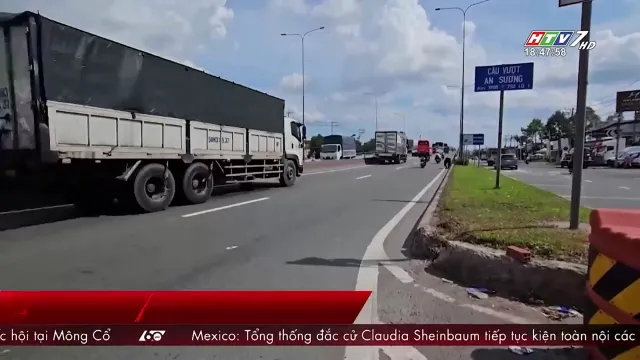 HTV7 HD
18:47:58
CẦU VƯỢT
AN SƯƠNG
c hội tại Mông Cổ 60 Mexico: Tổng thống đắc cử Claudia Sheinbaum tiếp tục kiện toàn nội các